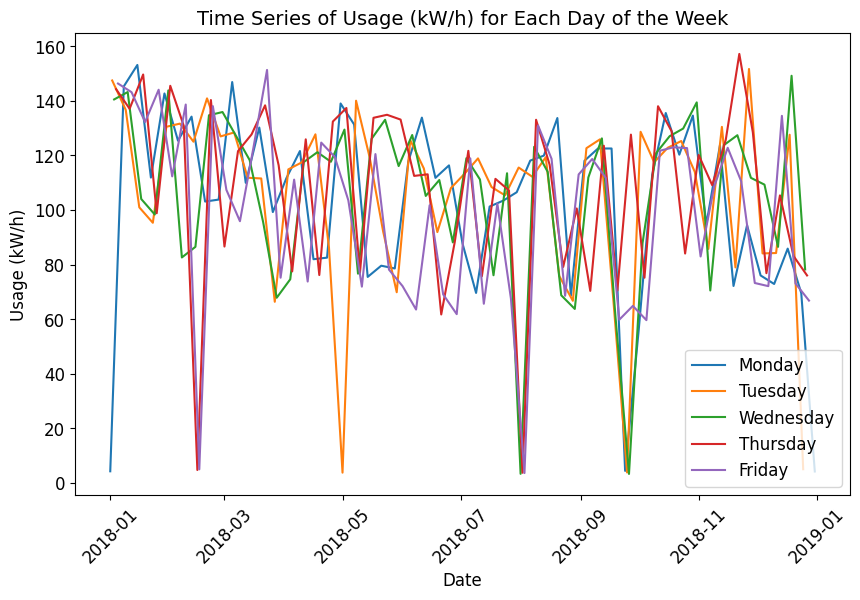 Time Series of Usage (kW/h) for Each Day of the Week
Usage (kW/h)
160
140
120
100
80
60
40
20
0
Monday
Tuesday
Wednesday
Thursday
Friday
2018-01
2018-03
2018-05
2018-07
2018-09
2018-11
2019-01
Date